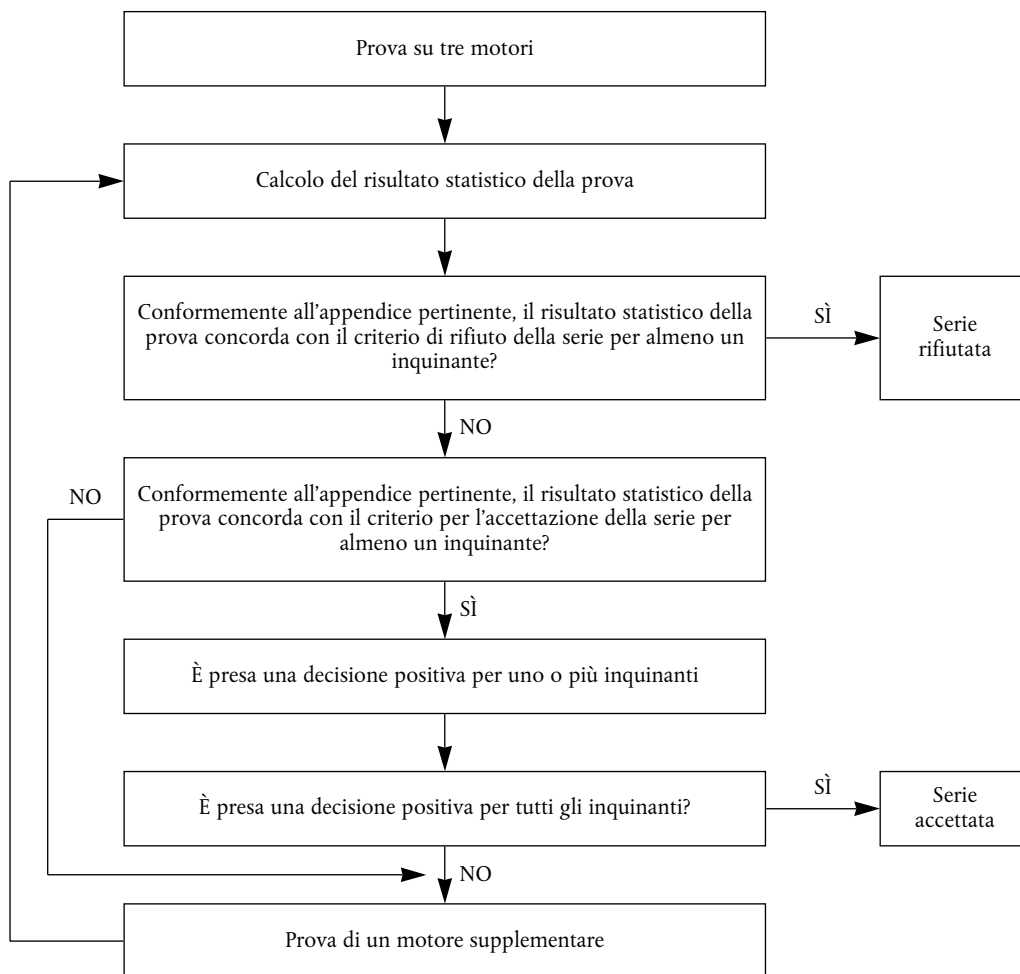 Prova su tre motori
Calcolo del risultato statistico della prova
Conformemente all'appendice pertinente, il risultato statistico della
prova concorda con il criterio di rifiuto della serie per almeno un
inquinante?
SÌ
Serie
rifiutata
NO
NO
Conformemente all'appendice pertinente, il risultato statistico della
prova concorda con il criterio per l'accettazione della serie per
almeno un inquinante?
SÌ
È presa una decisione positiva per uno o più inquinanti
È presa una decisione positiva per tutti gli inquinanti?
SÌ
Serie
accettata
NO
Prova di un motore supplementare